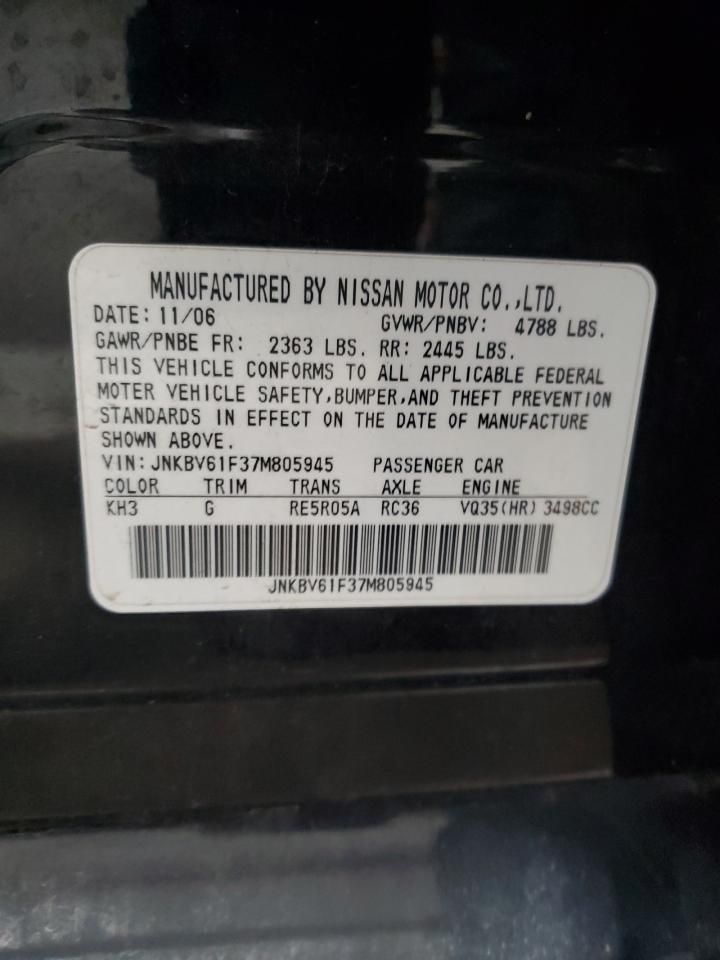 MANUFACTURED BY NISSAN MOTOR CO.,LTD.
DATE: 11/06 GVWR/PNBV: 4788 LBS.
GAWR/PNBE FR: 2363 LBS. RR: 2445 LBS.
THIS VEHICLE CONFORMS TO ALL APPLICABLE FEDERAL
MOTER VEHICLE SAFETY,BUMPER,AND THEFT PREVENTION
STANDARDS IN EFFECT ON THE DATE OF MANUFACTURE
SHOWN ABOVE.
VIN: JNKBV61F37M805945 PASSENGER CAR
COLOR TRIM TRANS AXLE ENGINE
KH3 G RE5R05A RC36 VQ35(HR) 3498CC
JNKBV61F37M805945